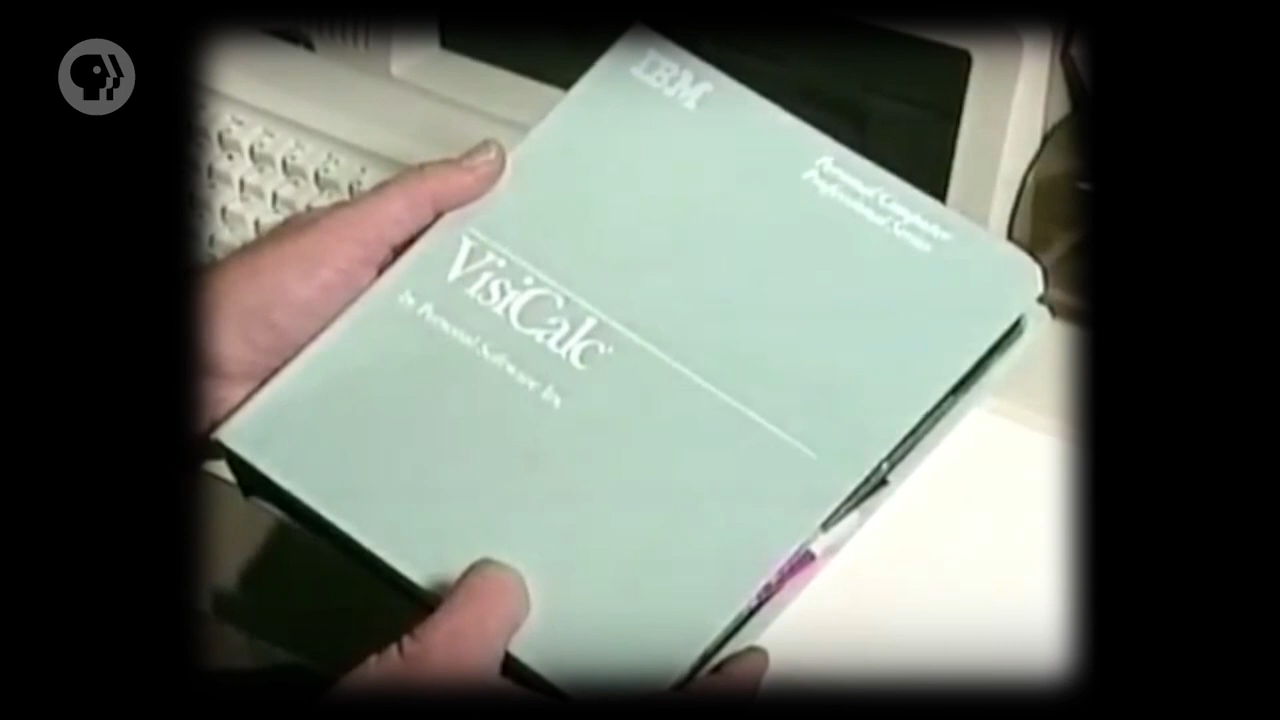 IBM
Personal Computer
Professional Series
VisiCalc
by Personal Software Inc.